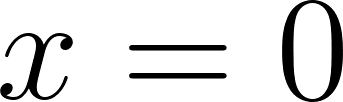 x = 0